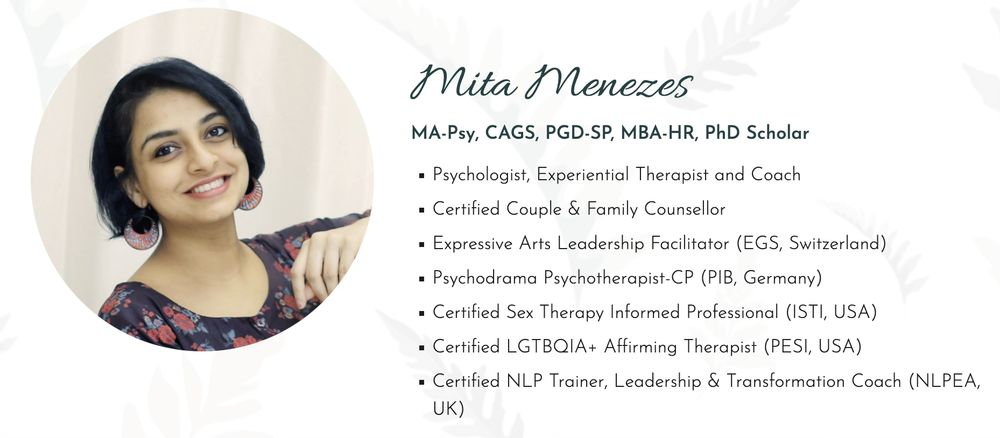 Mita Menezes
MA-Psy, CAGS, PGD-SP, MBA-HR, PhD Scholar
▪ Psychologist, Experiential Therapist and Coach
▪ Certified Couple & Family Counsellor
▪ Expressive Arts Leadership Facilitator (EGS, Switzerland)
▪ Psychodrama Psychotherapist-CP (PIB, Germany)
▪ Certified Sex Therapy Informed Professional (ISTI, USA)
▪ Certified LGTBQIA+ Affirming Therapist (PESI, USA)
▪ Certified NLP Trainer, Leadership & Transformation Coach (NLPEA,
UK)